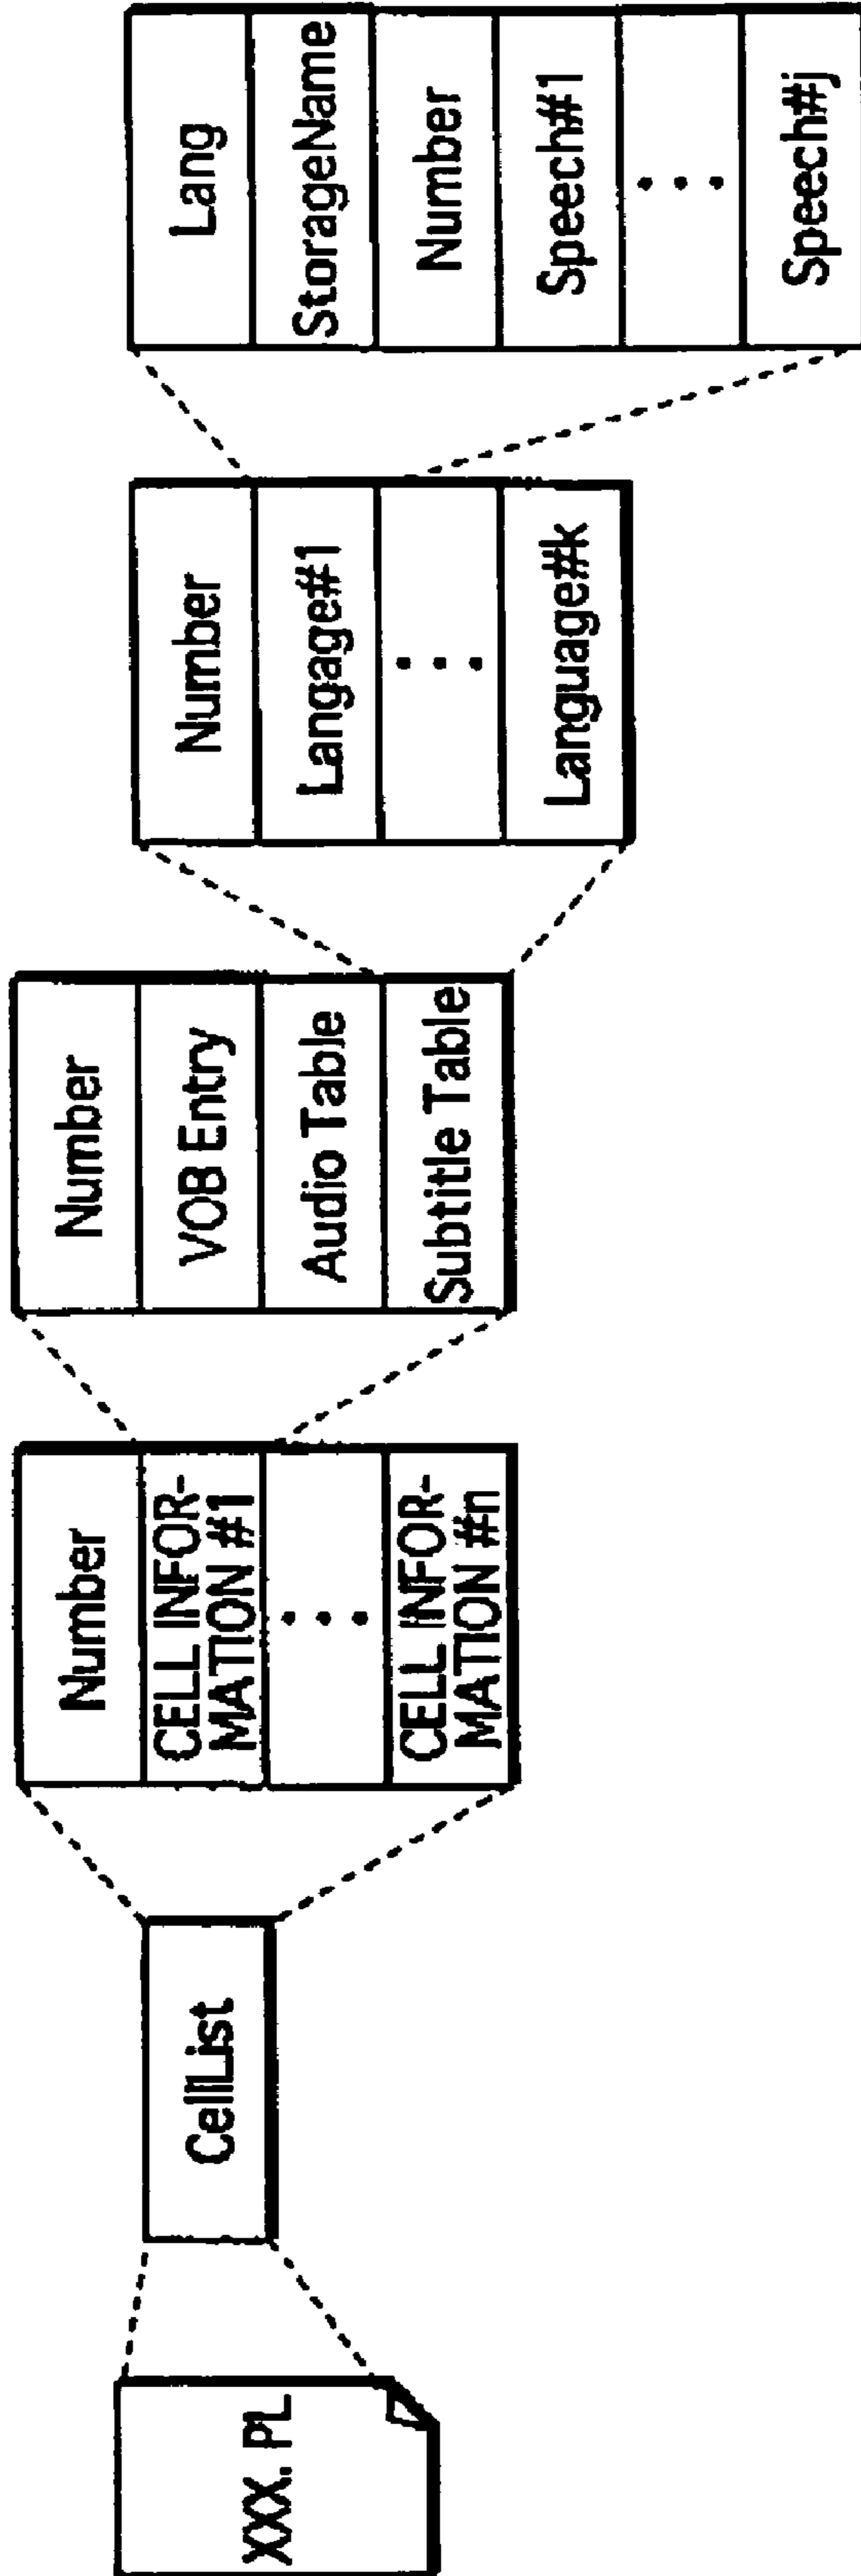 XXX. PL
CellList
Number
CELL INFOR-
MATION #1
⋮
CELL INFOR-
MATION #n
Number
VOB Entry
Audio Table
Subtitle Table
Number
Langage#1
⋮
Language#k
Lang
StorageName
Number
Speech#1
⋮
Speech#j